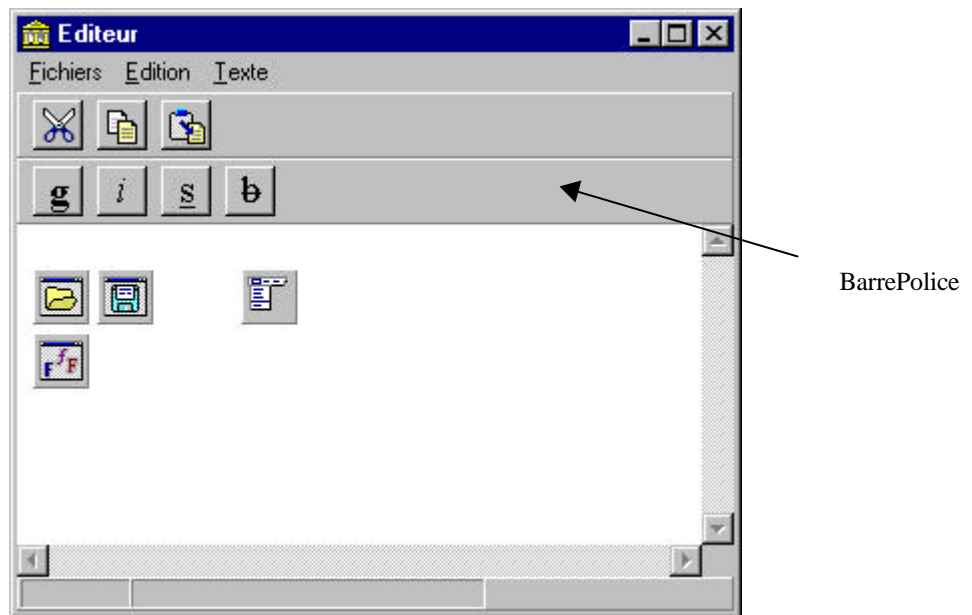 Editeur
Fichiers Edition Texte
g i s b
BarrePolice
F f F